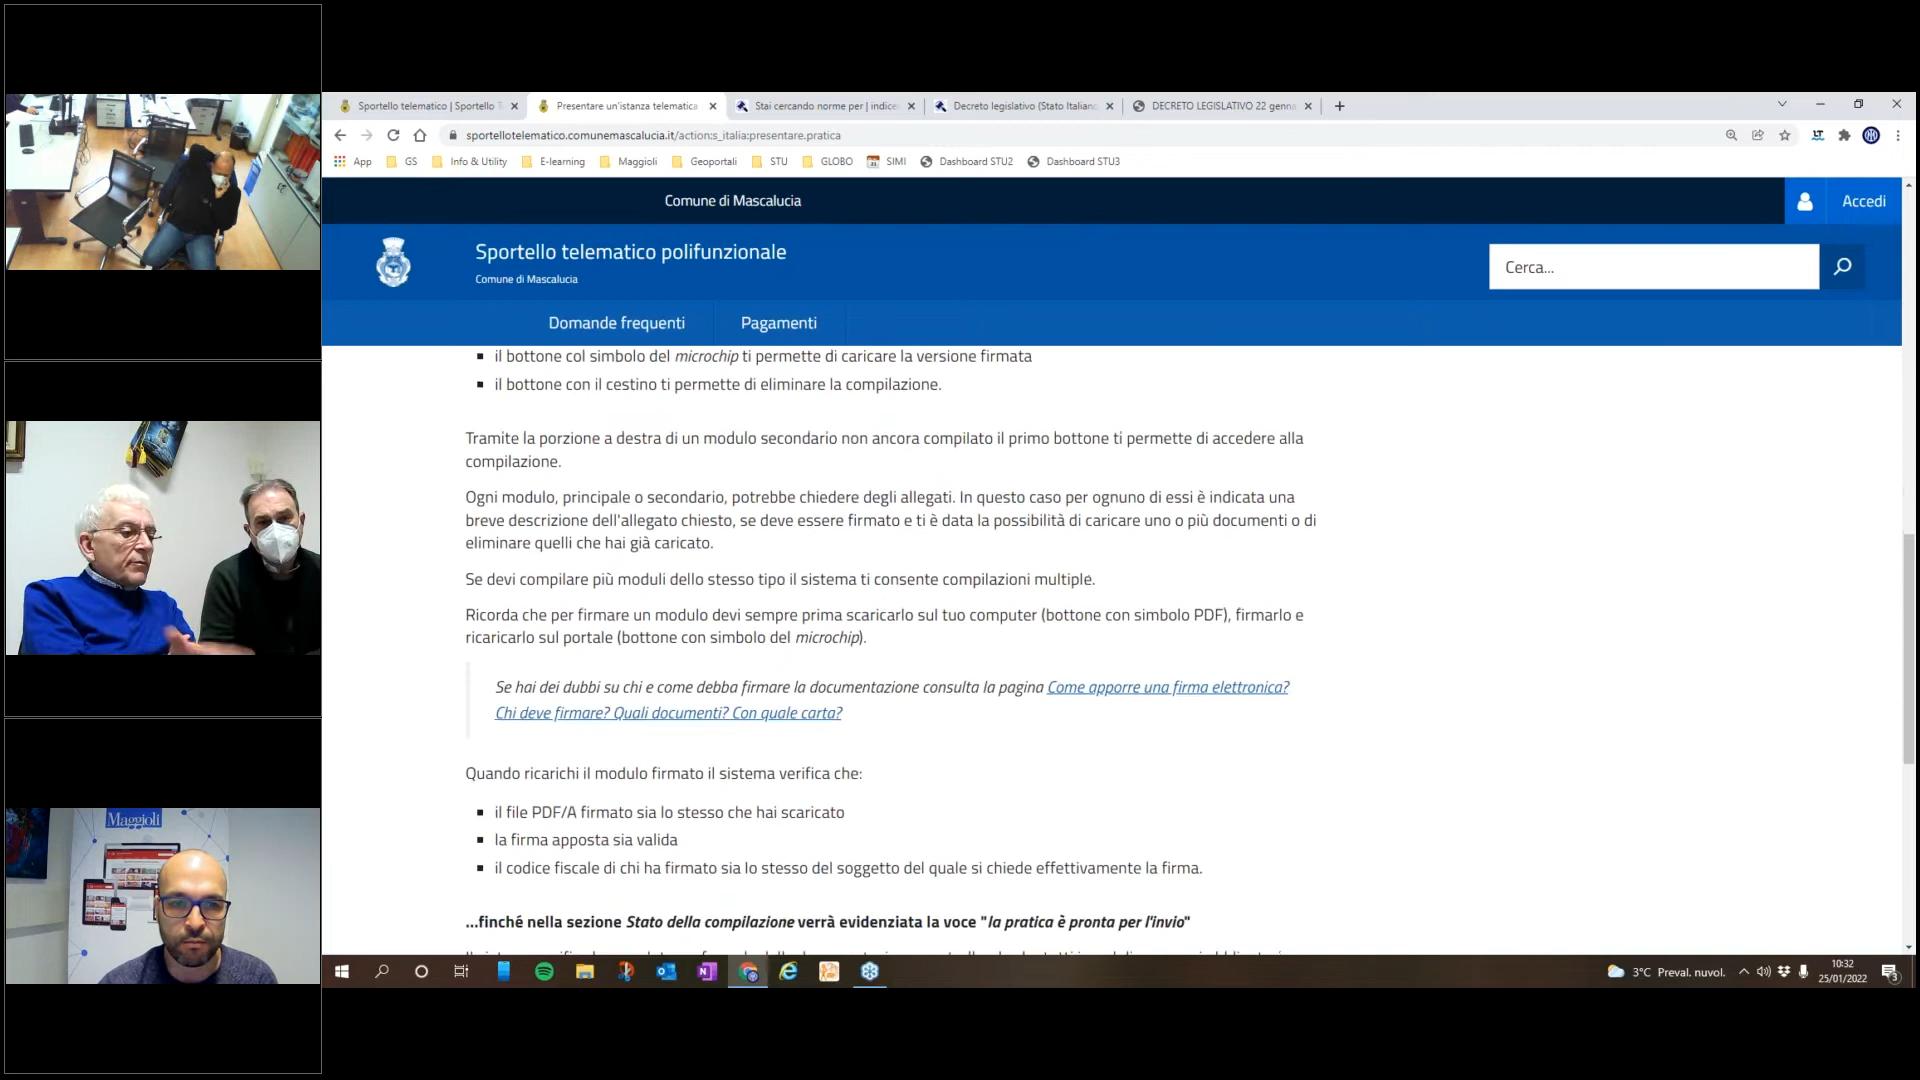 Sportello telematico | Sportello T
Presentare un'istanza telematica
Stai cercando norme per | indice
Decreto legislativo (Stato Italiano
DECRETO LEGISLATIVO 22 genna
sportellotelematico.comunemascalucia.it/action:s_italia:presentare.pratica
App
GS
Info & Utility
E-learning
Maggioli
Geoportali
STU
GLOBO
SIMI
Dashboard STU2
Dashboard STU3
Comune di Mascalucia
Accedi
Sportello telematico polifunzionale
Comune di Mascalucia
Cerca...
Domande frequenti
Pagamenti
il bottone col simbolo del microchip ti permette di caricare la versione firmata
il bottone con il cestino ti permette di eliminare la compilazione.
Tramite la porzione a destra di un modulo secondario non ancora compilato il primo bottone ti permette di accedere alla
compilazione.
Ogni modulo, principale o secondario, potrebbe chiedere degli allegati. In questo caso per ognuno di essi è indicata una
breve descrizione dell'allegato chiesto, se deve essere firmato e ti è data la possibilità di caricare uno o più documenti o di
eliminare quelli che hai già caricato.
Se devi compilare più moduli dello stesso tipo il sistema ti consente compilazioni multiple.
Ricorda che per firmare un modulo devi sempre prima scaricarlo sul tuo computer (bottone con simbolo PDF), firmarlo e
ricaricarlo sul portale (bottone con simbolo del microchip).
Se hai dei dubbi su chi e come debba firmare la documentazione consulta la pagina Come apporre una firma elettronica?
Chi deve firmare? Quali documenti? Con quale carta?
Quando ricarichi il modulo firmato il sistema verifica che:
il file PDF/A firmato sia lo stesso che hai scaricato
la firma apposta sia valida
il codice fiscale di chi ha firmato sia lo stesso del soggetto del quale si chiede effettivamente la firma.
...finché nella sezione Stato della compilazione verrà evidenziata la voce "la pratica è pronta per l'invio"
Maggioli
3°C Preval. nuvol.
10:32
25/01/2022
3